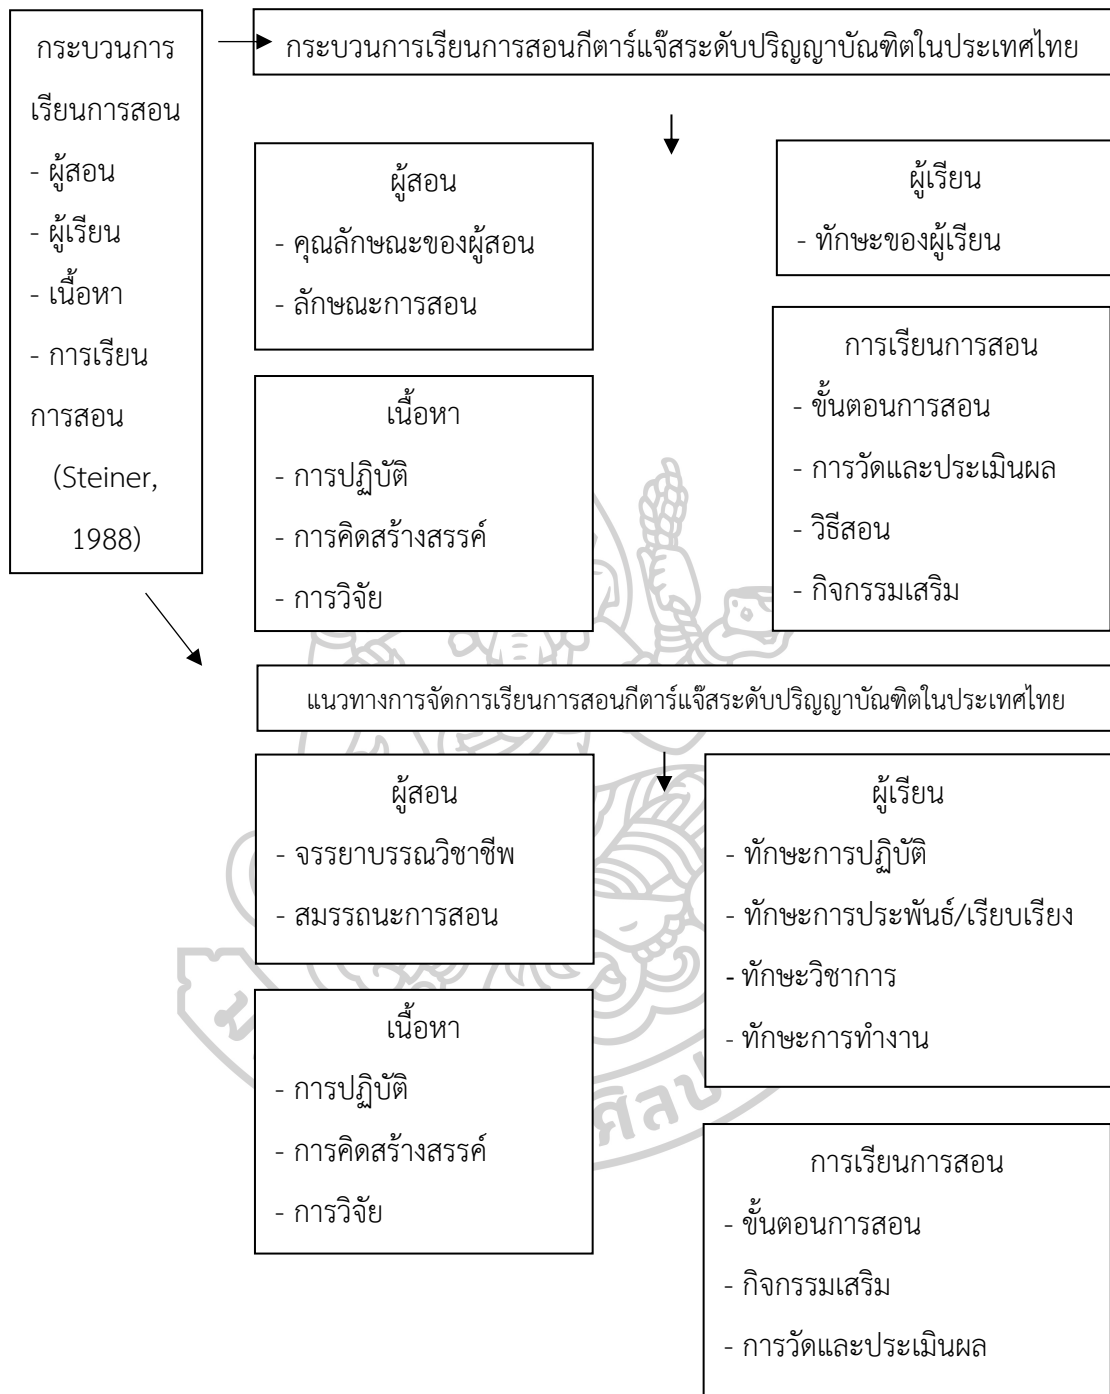 กระบวนการ
เรียนการสอน
- ผู้สอน
- ผู้เรียน
- เนื้อหา
- การเรียน
การสอน
(Steiner,
1988)
กระบวนการเรียนการสอนกีตาร์แจ๊สระดับปริญญาบัณฑิตในประเทศไทย
ผู้สอน
- คุณลักษณะของผู้สอน
- ลักษณะการสอน
ผู้เรียน
- ทักษะของผู้เรียน
เนื้อหา
- การปฏิบัติ
- การคิดสร้างสรรค์
- การวิจัย
การเรียนการสอน
- ขั้นตอนการสอน
- การวัดและประเมินผล
- วิธีสอน
- กิจกรรมเสริม
แนวทางการจัดการเรียนการสอนกีตาร์แจ๊สระดับปริญญาบัณฑิตในประเทศไทย
ผู้สอน
- จรรยาบรรณวิชาชีพ
- สมรรถนะการสอน
ผู้เรียน
- ทักษะการปฏิบัติ
- ทักษะการประพันธ์/เรียบเรียง
- ทักษะวิชาการ
- ทักษะการทำงาน
เนื้อหา
- การปฏิบัติ
- การคิดสร้างสรรค์
- การวิจัย
การเรียนการสอน
- ขั้นตอนการสอน
- กิจกรรมเสริม
- การวัดและประเมินผล